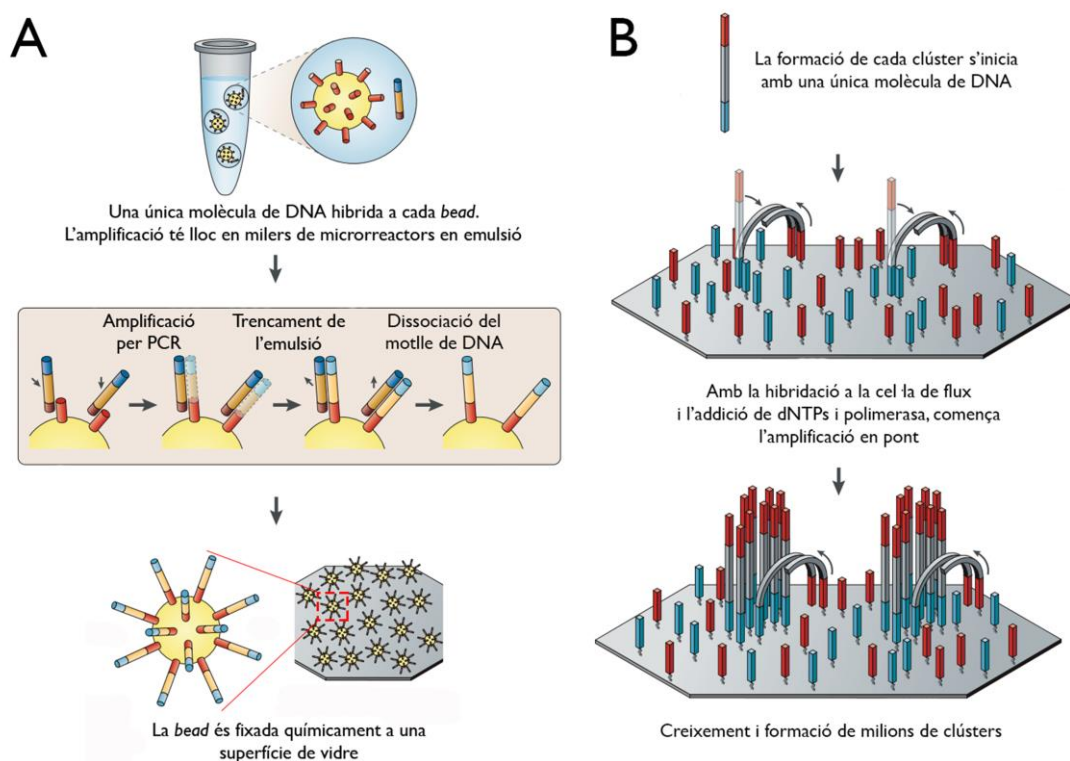 A
Una única molècula de DNA hibrida a cada bead.
L'amplificació té lloc en milers de microrreactors en emulsió
Amplificació
per PCR
Trencament de
l'emulsió
Dissociació del
motlle de DNA
La bead és fixada químicament a una
superfície de vidre
B
La formació de cada clúster s'inicia
amb una única molècula de DNA
Amb la hibridació a la cel·la de flux
i l'addició de dNTPs i polimerasa, comença
l'amplificació en pont
Creixement i formació de milions de clústers